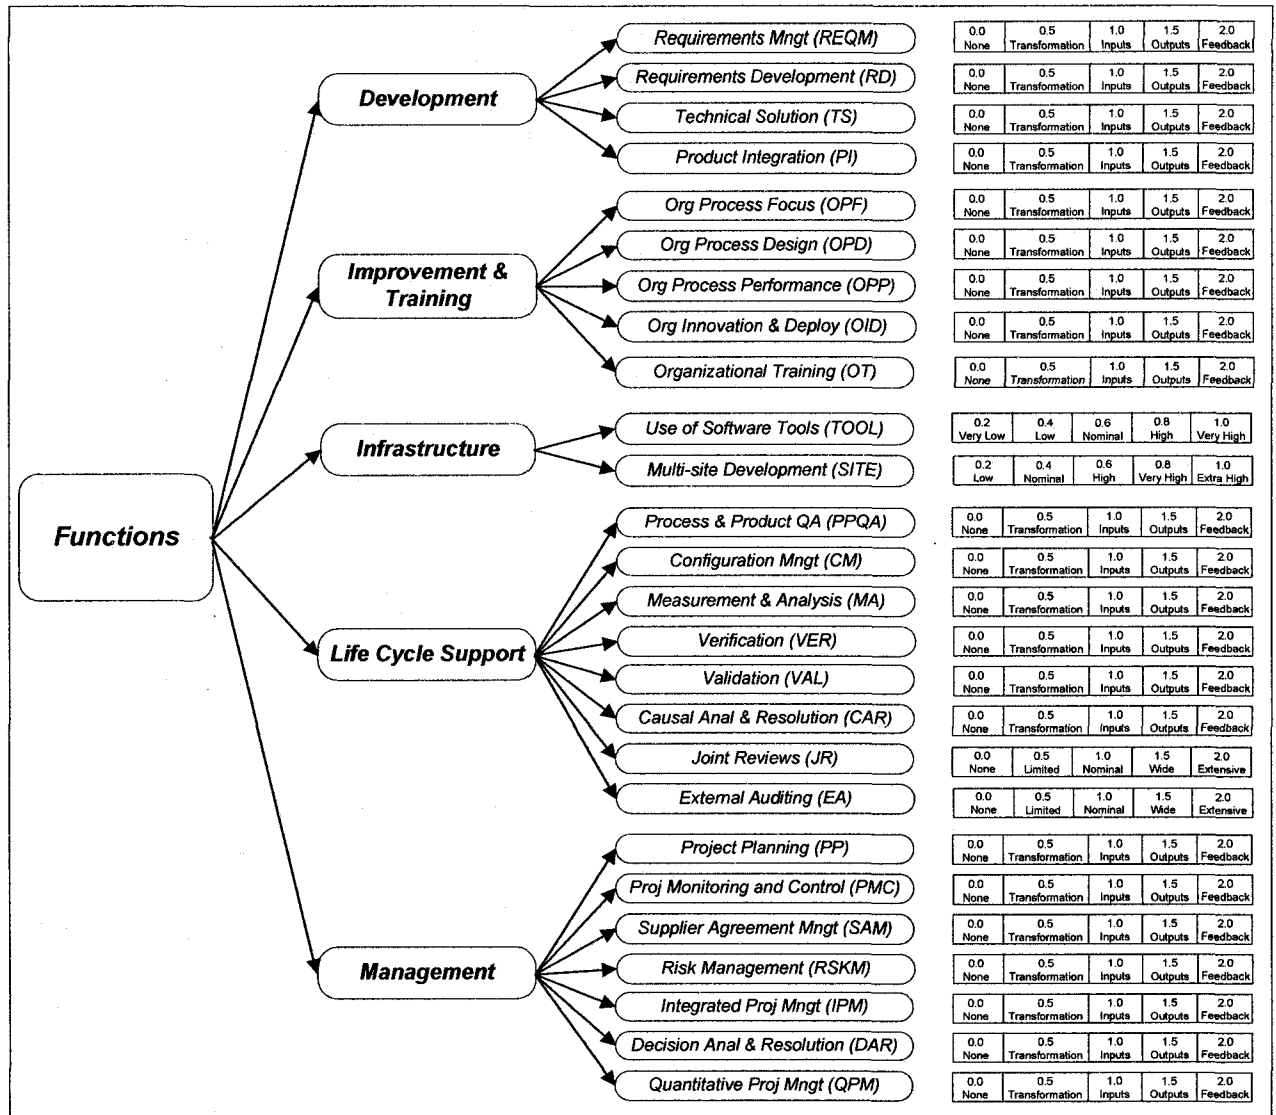 Functions
Development
Requirements Mngt (REQM)
0.0 0.5 1.0 1.5 2.0
None Transformation Inputs Outputs Feedback
Requirements Development (RD)
0.0 0.5 1.0 1.5 2.0
None Transformation Inputs Outputs Feedback
Technical Solution (TS)
0.0 0.5 1.0 1.5 2.0
None Transformation Inputs Outputs Feedback
Product Integration (PI)
0.0 0.5 1.0 1.5 2.0
None Transformation Inputs Outputs Feedback
Improvement &
Training
Org Process Focus (OPF)
0.0 0.5 1.0 1.5 2.0
None Transformation Inputs Outputs Feedback
Org Process Design (OPD)
0.0 0.5 1.0 1.5 2.0
None Transformation Inputs Outputs Feedback
Org Process Performance (OPP)
0.0 0.5 1.0 1.5 2.0
None Transformation Inputs Outputs Feedback
Org Innovation & Deploy (OID)
0.0 0.5 1.0 1.5 2.0
None Transformation Inputs Outputs Feedback
Organizational Training (OT)
0.0 0.5 1.0 1.5 2.0
None Transformation Inputs Outputs Feedback
Infrastructure
Use of Software Tools (TOOL)
0.2 0.4 0.6 0.8 1.0
Very Low Low Nominal High Very High
Multi-site Development (SITE)
0.2 0.4 0.6 0.8 1.0
Low Nominal High Very High Extra High
Life Cycle Support
Process & Product QA (PPQA)
0.0 0.5 1.0 1.5 2.0
None Transformation Inputs Outputs Feedback
Configuration Mngt (CM)
0.0 0.5 1.0 1.5 2.0
None Transformation Inputs Outputs Feedback
Measurement & Analysis (MA)
0.0 0.5 1.0 1.5 2.0
None Transformation Inputs Outputs Feedback
Verification (VER)
0.0 0.5 1.0 1.5 2.0
None Transformation Inputs Outputs Feedback
Validation (VAL)
0.0 0.5 1.0 1.5 2.0
None Transformation Inputs Outputs Feedback
Causal Anal & Resolution (CAR)
0.0 0.5 1.0 1.5 2.0
None Transformation Inputs Outputs Feedback
Joint Reviews (JR)
0.0 0.5 1.0 1.5 2.0
None Limited Nominal Wide Extensive
External Auditing (EA)
0.0 0.5 1.0 1.5 2.0
None Limited Nominal Wide Extensive
Management
Project Planning (PP)
0.0 0.5 1.0 1.5 2.0
None Transformation Inputs Outputs Feedback
Proj Monitoring and Control (PMC)
0.0 0.5 1.0 1.5 2.0
None Transformation Inputs Outputs Feedback
Supplier Agreement Mngt (SAM)
0.0 0.5 1.0 1.5 2.0
None Transformation Inputs Outputs Feedback
Risk Management (RSKM)
0.0 0.5 1.0 1.5 2.0
None Transformation Inputs Outputs Feedback
Integrated Proj Mngt (IPM)
0.0 0.5 1.0 1.5 2.0
None Transformation Inputs Outputs Feedback
Decision Anal & Resolution (DAR)
0.0 0.5 1.0 1.5 2.0
None Transformation Inputs Outputs Feedback
Quantitative Proj Mngt (QPM)
0.0 0.5 1.0 1.5 2.0
None Transformation Inputs Outputs Feedback